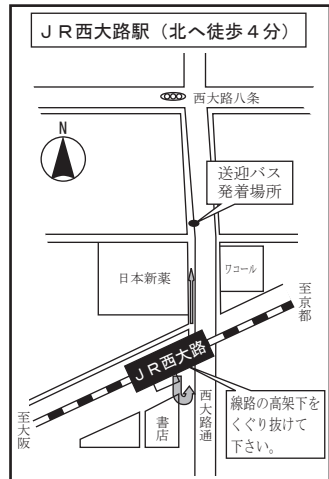 ＪＲ西大路駅（北へ徒歩４分）
西大路八条
N
送迎バス
発着場所
日本新薬
ワコール
至京都
ＪＲ西大路
至大阪
書店
西大路通
線路の高架下を
くぐり抜けて
下さい。